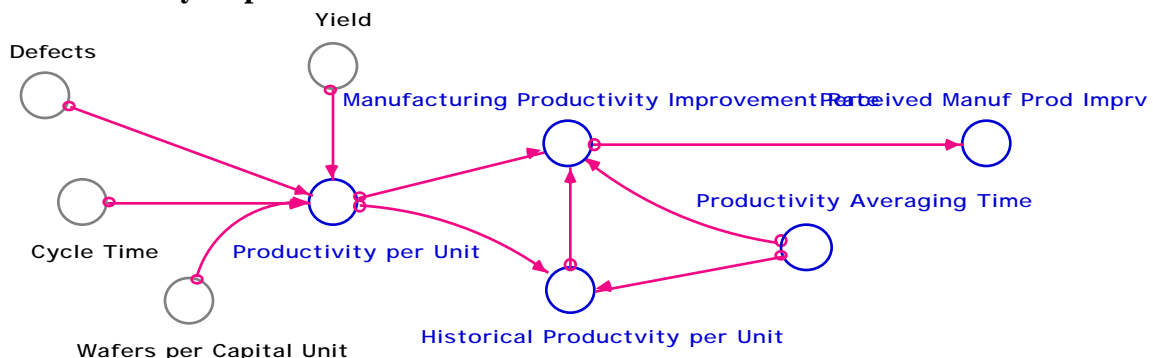 Yield
Defects
Manufacturing Productivity Improvement Rate
Perceived Manuf Prod Imprv
Productivity Averaging Time
Cycle Time
Productivity per Unit
Historical Productvity per Unit
Wafers per Capital Unit